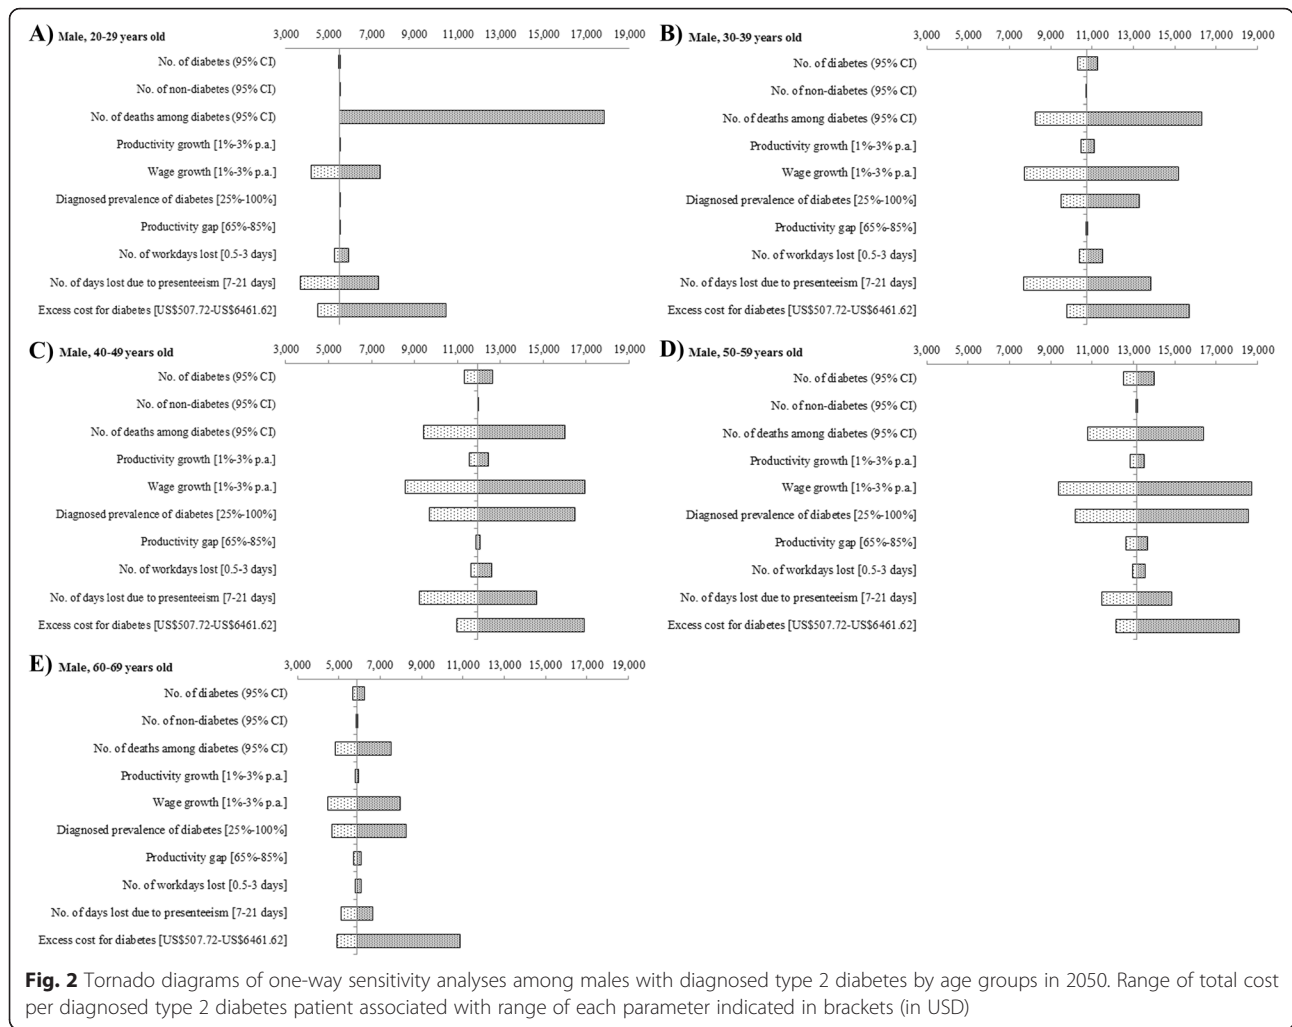 A) Male, 20-29 years old
3,000 5,000 7,000 9,000 11,000 13,000 15,000 17,000 19,000
No. of diabetes (95% CI)
No. of non-diabetes (95% CI)
No. of deaths among diabetes (95% CI)
Productivity growth [1%-3% p.a.]
Wage growth [1%-3% p.a.]
Diagnosed prevalence of diabetes [25%-100%]
Productivity gap [65%-85%]
No. of workdays lost [0.5-3 days]
No. of days lost due to presenteeism [7-21 days]
Excess cost for diabetes [US$507.72-US$6461.62]
B) Male, 30-39 years old
3,000 5,000 7,000 9,000 11,000 13,000 15,000 17,000 19,000
No. of diabetes (95% CI)
No. of non-diabetes (95% CI)
No. of deaths among diabetes (95% CI)
Productivity growth [1%-3% p.a.]
Wage growth [1%-3% p.a.]
Diagnosed prevalence of diabetes [25%-100%]
Productivity gap [65%-85%]
No. of workdays lost [0.5-3 days]
No. of days lost due to presenteeism [7-21 days]
Excess cost for diabetes [US$507.72-US$6461.62]
C) Male, 40-49 years old
3,000 5,000 7,000 9,000 11,000 13,000 15,000 17,000 19,000
No. of diabetes (95% CI)
No. of non-diabetes (95% CI)
No. of deaths among diabetes (95% CI)
Productivity growth [1%-3% p.a.]
Wage growth [1%-3% p.a.]
Diagnosed prevalence of diabetes [25%-100%]
Productivity gap [65%-85%]
No. of workdays lost [0.5-3 days]
No. of days lost due to presenteeism [7-21 days]
Excess cost for diabetes [US$507.72-US$6461.62]
D) Male, 50-59 years old
3,000 5,000 7,000 9,000 11,000 13,000 15,000 17,000 19,000
No. of diabetes (95% CI)
No. of non-diabetes (95% CI)
No. of deaths among diabetes (95% CI)
Productivity growth [1%-3% p.a.]
Wage growth [1%-3% p.a.]
Diagnosed prevalence of diabetes [25%-100%]
Productivity gap [65%-85%]
No. of workdays lost [0.5-3 days]
No. of days lost due to presenteeism [7-21 days]
Excess cost for diabetes [US$507.72-US$6461.62]
E) Male, 60-69 years old
3,000 5,000 7,000 9,000 11,000 13,000 15,000 17,000 19,000
No. of diabetes (95% CI)
No. of non-diabetes (95% CI)
No. of deaths among diabetes (95% CI)
Productivity growth [1%-3% p.a.]
Wage growth [1%-3% p.a.]
Diagnosed prevalence of diabetes [25%-100%]
Productivity gap [65%-85%]
No. of workdays lost [0.5-3 days]
No. of days lost due to presenteeism [7-21 days]
Excess cost for diabetes [US$507.72-US$6461.62]
Fig. 2 Tornado diagrams of one-way sensitivity analyses among males with diagnosed type 2 diabetes by age groups in 2050. Range of total cost
per diagnosed type 2 diabetes patient associated with range of each parameter indicated in brackets (in USD)